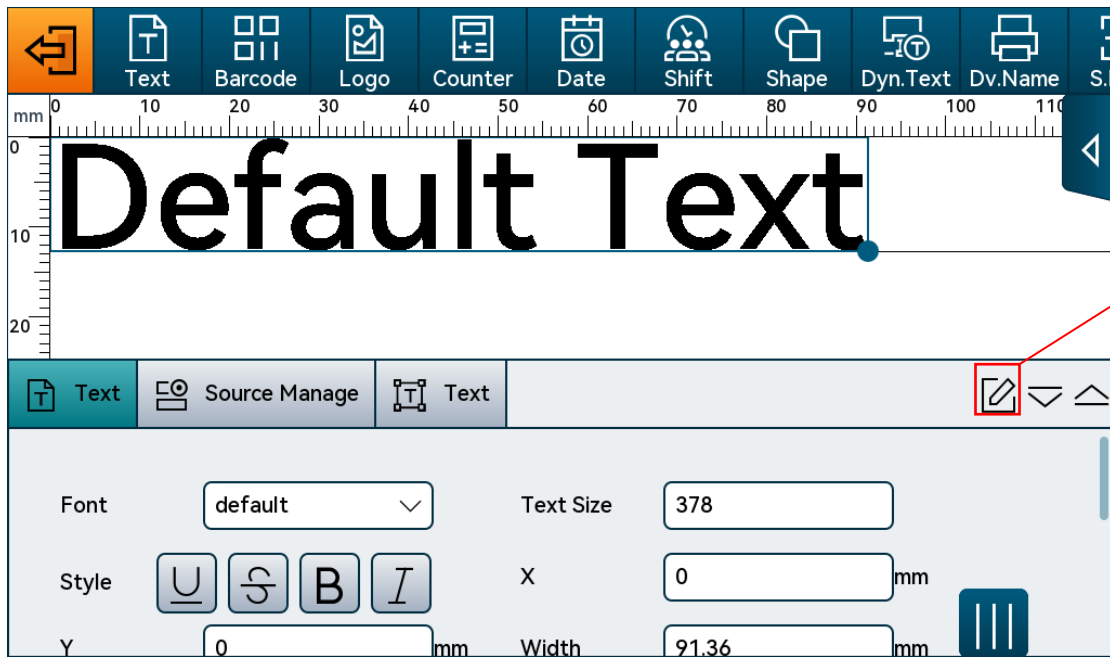 Text Barcode Logo Counter Date Shift Shape Dyn.Text Dv.Name S.
mm 0 10 20 30 40 50 60 70 80 90 100 110
0
Default Text
10
20
Text Source Manage Text
Font default Text Size 378
Style U S B I X 0 mm
Y 0 mm Width 91.36 mm